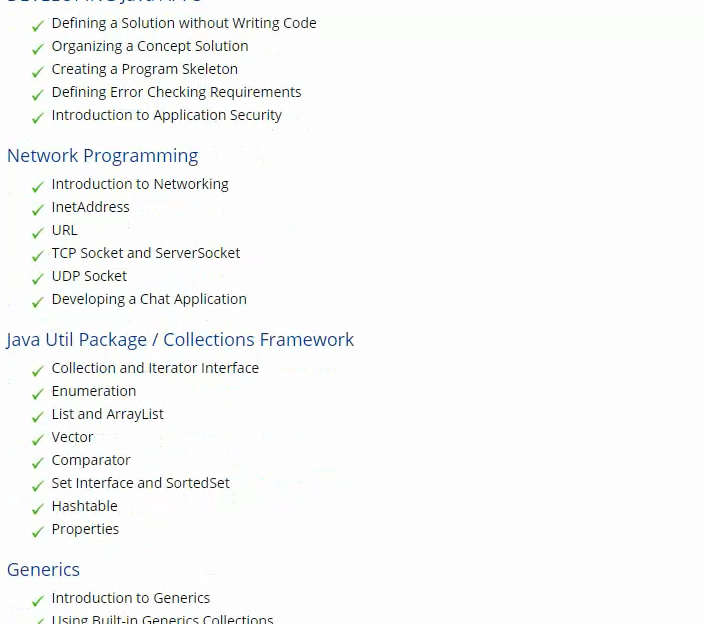 Defining a Solution without Writing Code
Organizing a Concept Solution
Creating a Program Skeleton
Defining Error Checking Requirements
Introduction to Application Security
Network Programming
Introduction to Networking
InetAddress
URL
TCP Socket and ServerSocket
UDP Socket
Developing a Chat Application
Java Util Package / Collections Framework
Collection and Iterator Interface
Enumeration
List and ArrayList
Vector
Comparator
Set Interface and SortedSet
Hashtable
Properties
Generics
Introduction to Generics
Using Built-in Generics Collections